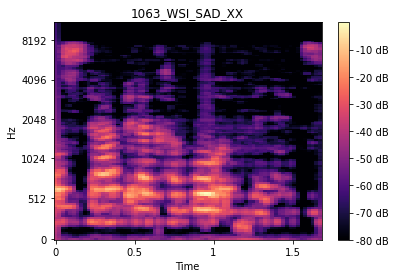 1063_WSI_SAD_XX
8192
4096
2048
1024
512
0
Hz
0
0.5
1
1.5
Time
-10 dB
-20 dB
-30 dB
-40 dB
-50 dB
-60 dB
-70 dB
-80 dB